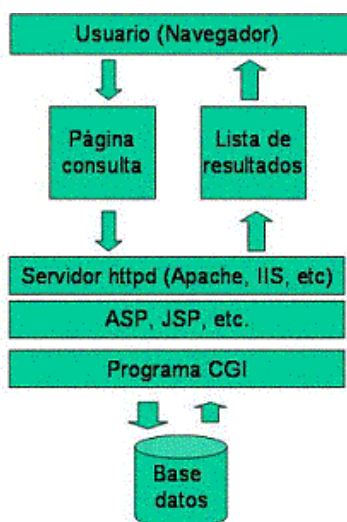 Usuario (Navegador)
Página
consulta
Lista de
resultados
Servidor httpd (Apache, IIS, etc)
ASP, JSP, etc.
Programa CGI
Base
datos